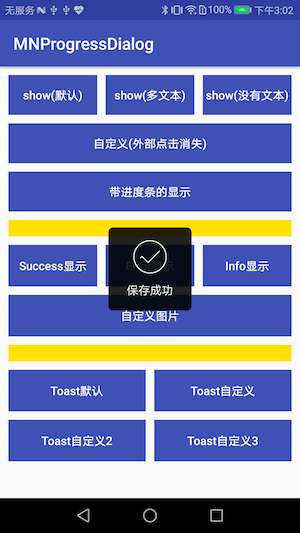 无服务 100% 下午3:02
MNProgressDialog
show(默认) show(多文本) show(没有文本)
自定义(外部点击消失)
带进度条的显示
Success显示 Info显示
保存成功
自定义图片
Toast默认 Toast自定义
Toast自定义2 Toast自定义3